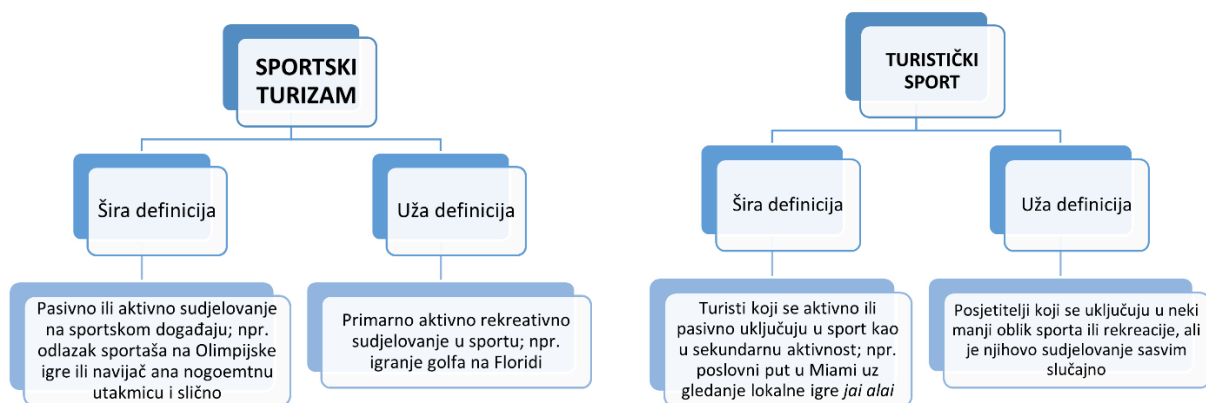 SPORTSKI
TURIZAM
Šira definicija
Uža definicija
Pasivno ili aktivno sudjelovanje
na sportskom događaju; npr.
odlazak sportaša na Olimpijske
igre ili navijač ana nogoemtnu
utakmicu i slično
Primarno aktivno rekreativno
sudjelovanje u sportu; npr.
igranje golfa na Floridi
TURISTIČKI
SPORT
Šira definicija
Uža definicija
Turisti koji se aktivno ili
pasivno uključuju u sport kao
u sekundarnu aktivnost; npr.
poslovni put u Miami uz
gledanje lokalne igre jai alai
Posjetitelji koji se uključuju u neki
manji oblik sporta ili rekreacije, ali
je njihovo sudjelovanje sasvim
slučajno